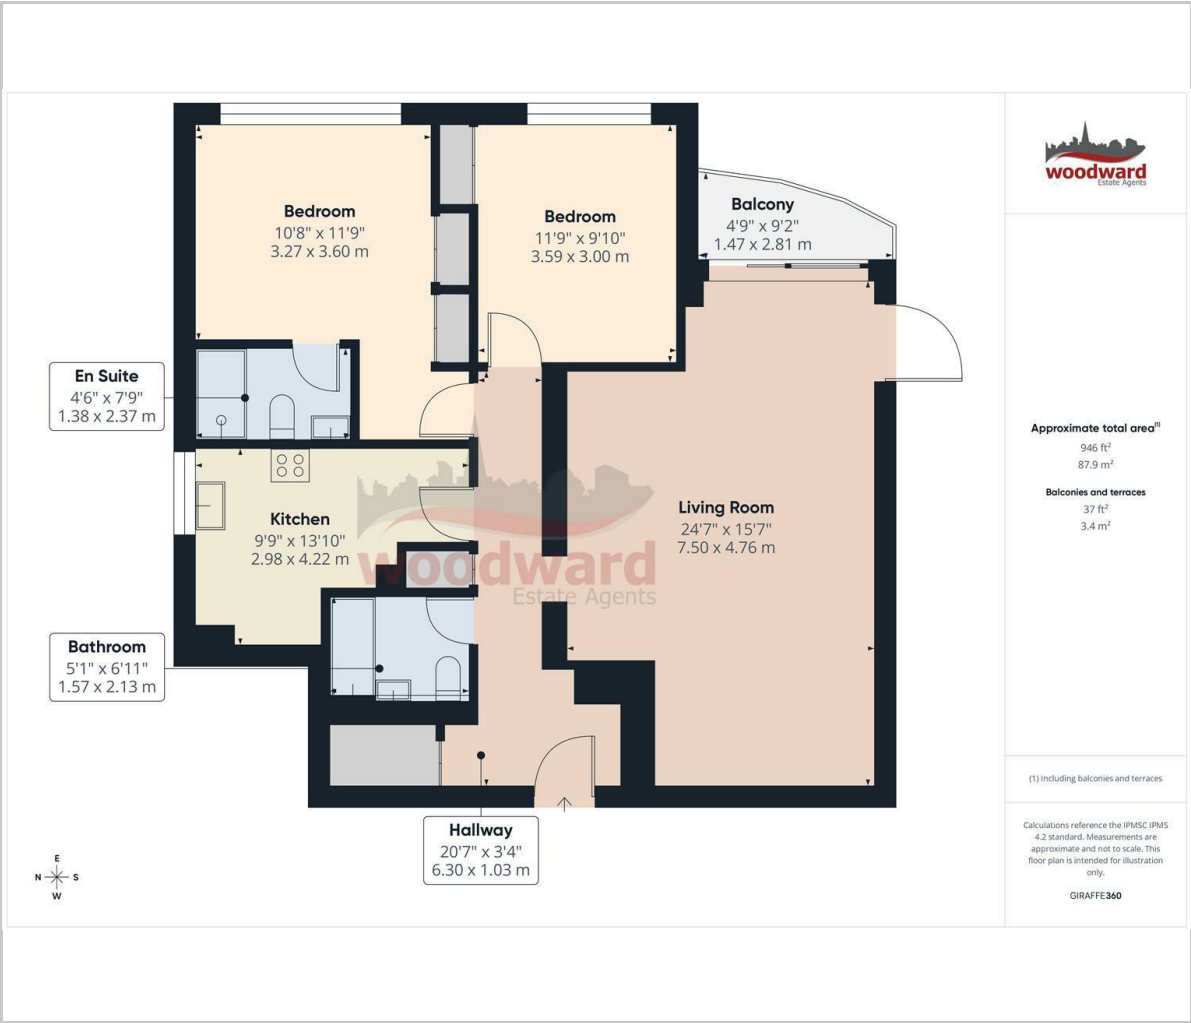 Bedroom
10'8" x 11'9"
3.27 x 3.60 m
Bedroom
11'9" x 9'10"
3.59 x 3.00 m
Balcony
4'9" x 9'2"
1.47 x 2.81 m
En Suite
4'6" x 7'9"
1.38 x 2.37 m
Kitchen
9'9" x 13'10"
2.98 x 4.22 m
Living Room
24'7" x 15'7"
7.50 x 4.76 m
woodward
Estate Agents
Bathroom
5'1" x 6'11"
1.57 x 2.13 m
Hallway
20'7" x 3'4"
6.30 x 1.03 m
E
N S
W
woodward
Estate Agents
Approximate total area(1)
946 ft²
87.9 m²
Balconies and terraces
37 ft²
3.4 m²
(1) Including balconies and terraces
Calculations reference the IPMSC IPMS
4.2 standard. Measurements are
approximate and not to scale. This
floor plan is intended for illustration
only.
GIRAFFE360